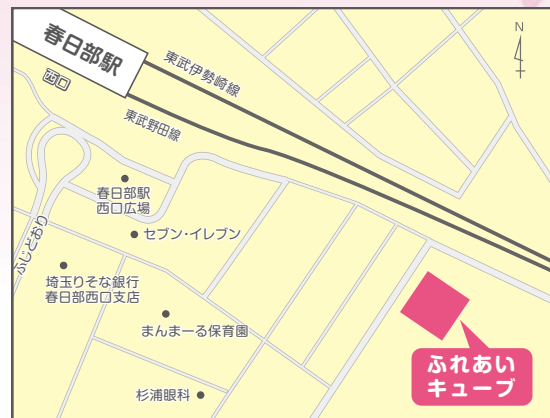 N
春日部駅
西口
東武伊勢崎線
東武野田線
春日部駅
西口広場
セブン・イレブン
ふじどおり
埼玉りそな銀行
春日部西口支店
まんまーる保育園
杉浦眼科
ふれあい
キューブ